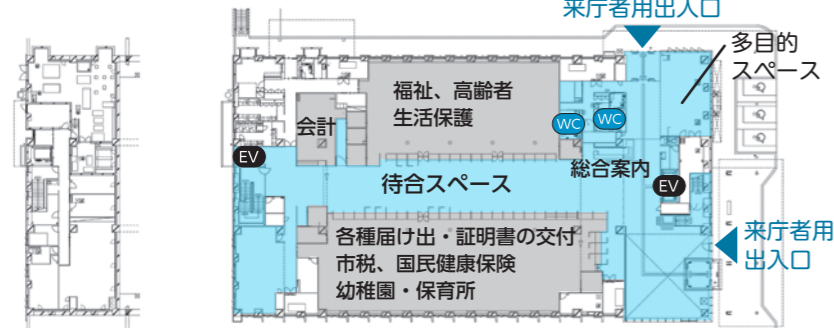 来庁者用出入口
多目的
スペース
福祉、高齢者
生活保護
会計
WC
WC
EV
待合スペース
総合案内
EV
各種届け出・証明書の交付
市税、国民健康保険
幼稚園・保育所
来庁者用
出入口